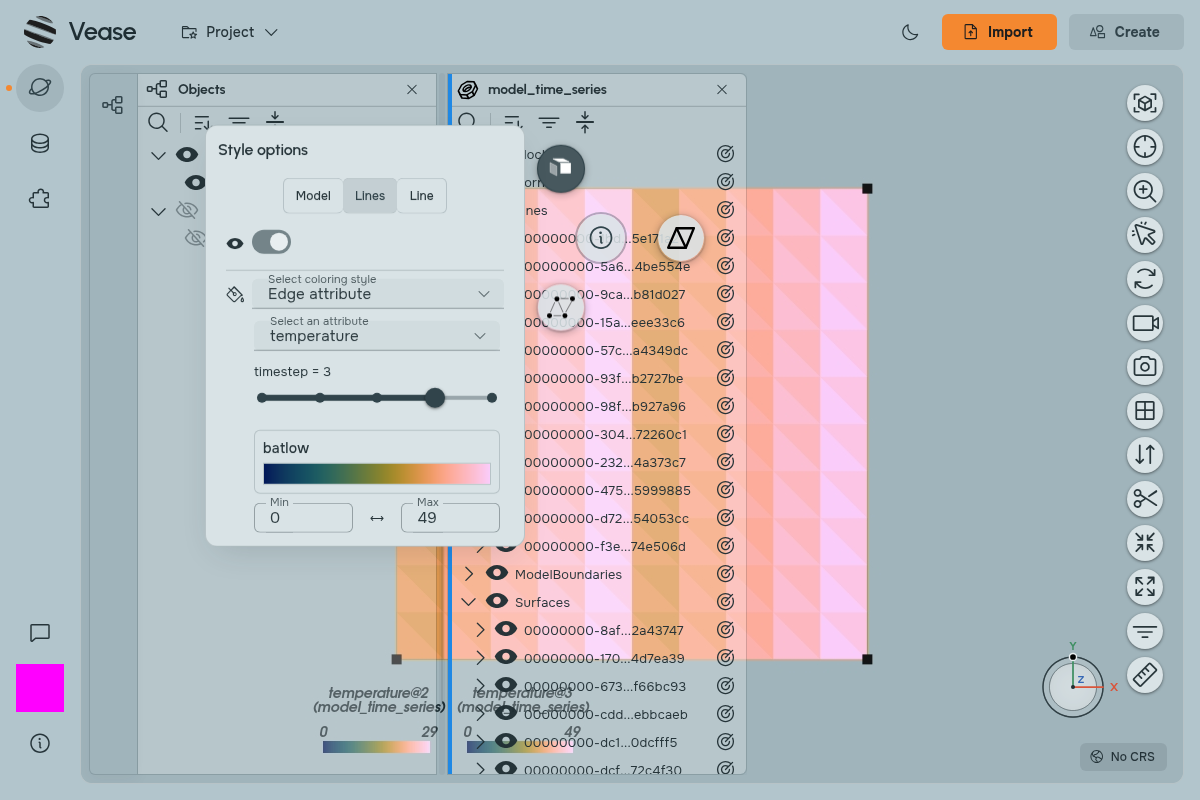 Vease
Project
Import
Create
Objects
model_time_series
Style options
Model
Lines
Line
Select coloring style
Edge attribute
Select an attribute
temperature
timestep = 3
batlow
Min
0
Max
49
00000000-5a6...4be554e
00000000-9ca...b81d027
00000000-15a...eee33c6
00000000-57c...a4349dc
00000000-93f...b2727be
00000000-98f...b927a96
00000000-304...72260c1
00000000-232...4a373c7
00000000-475...5999885
00000000-d72...54053cc
00000000-f3e...74e506d
ModelBoundaries
Surfaces
00000000-8af...2a43747
00000000-170...4d7ea39
00000000-673...f66bc93
00000000-cdd...ebbcaeb
00000000-dc1...0dcfff5
00000000-dcf...72c4f30
temperature@2
(model_time_series)
0 29
temperature@3
(model_time_series)
0 49
Y
Z
X
No CRS